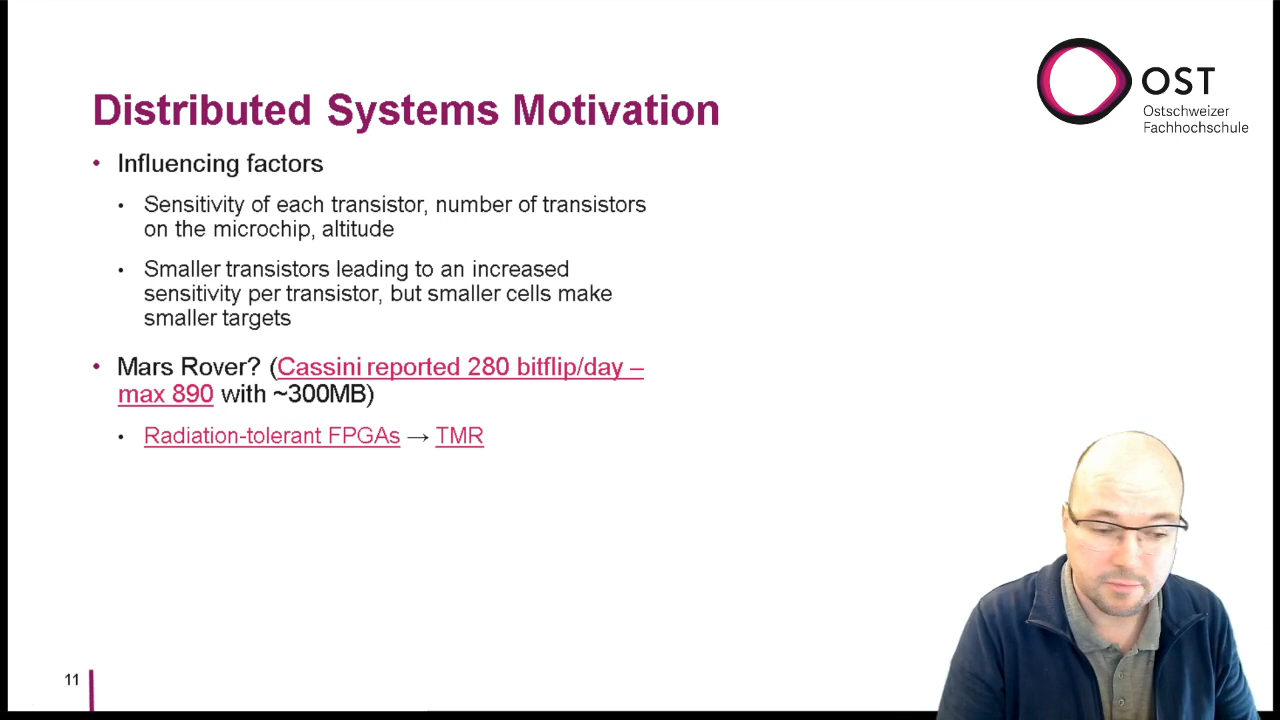 OST
Ostschweizer
Fachhochschule
Distributed Systems Motivation
• Influencing factors
• Sensitivity of each transistor, number of transistors
on the microchip, altitude
• Smaller transistors leading to an increased
sensitivity per transistor, but smaller cells make
smaller targets
• Mars Rover? (Cassini reported 280 bitflip/day –
max 890 with ~300MB)
• Radiation-tolerant FPGAs → TMR
11